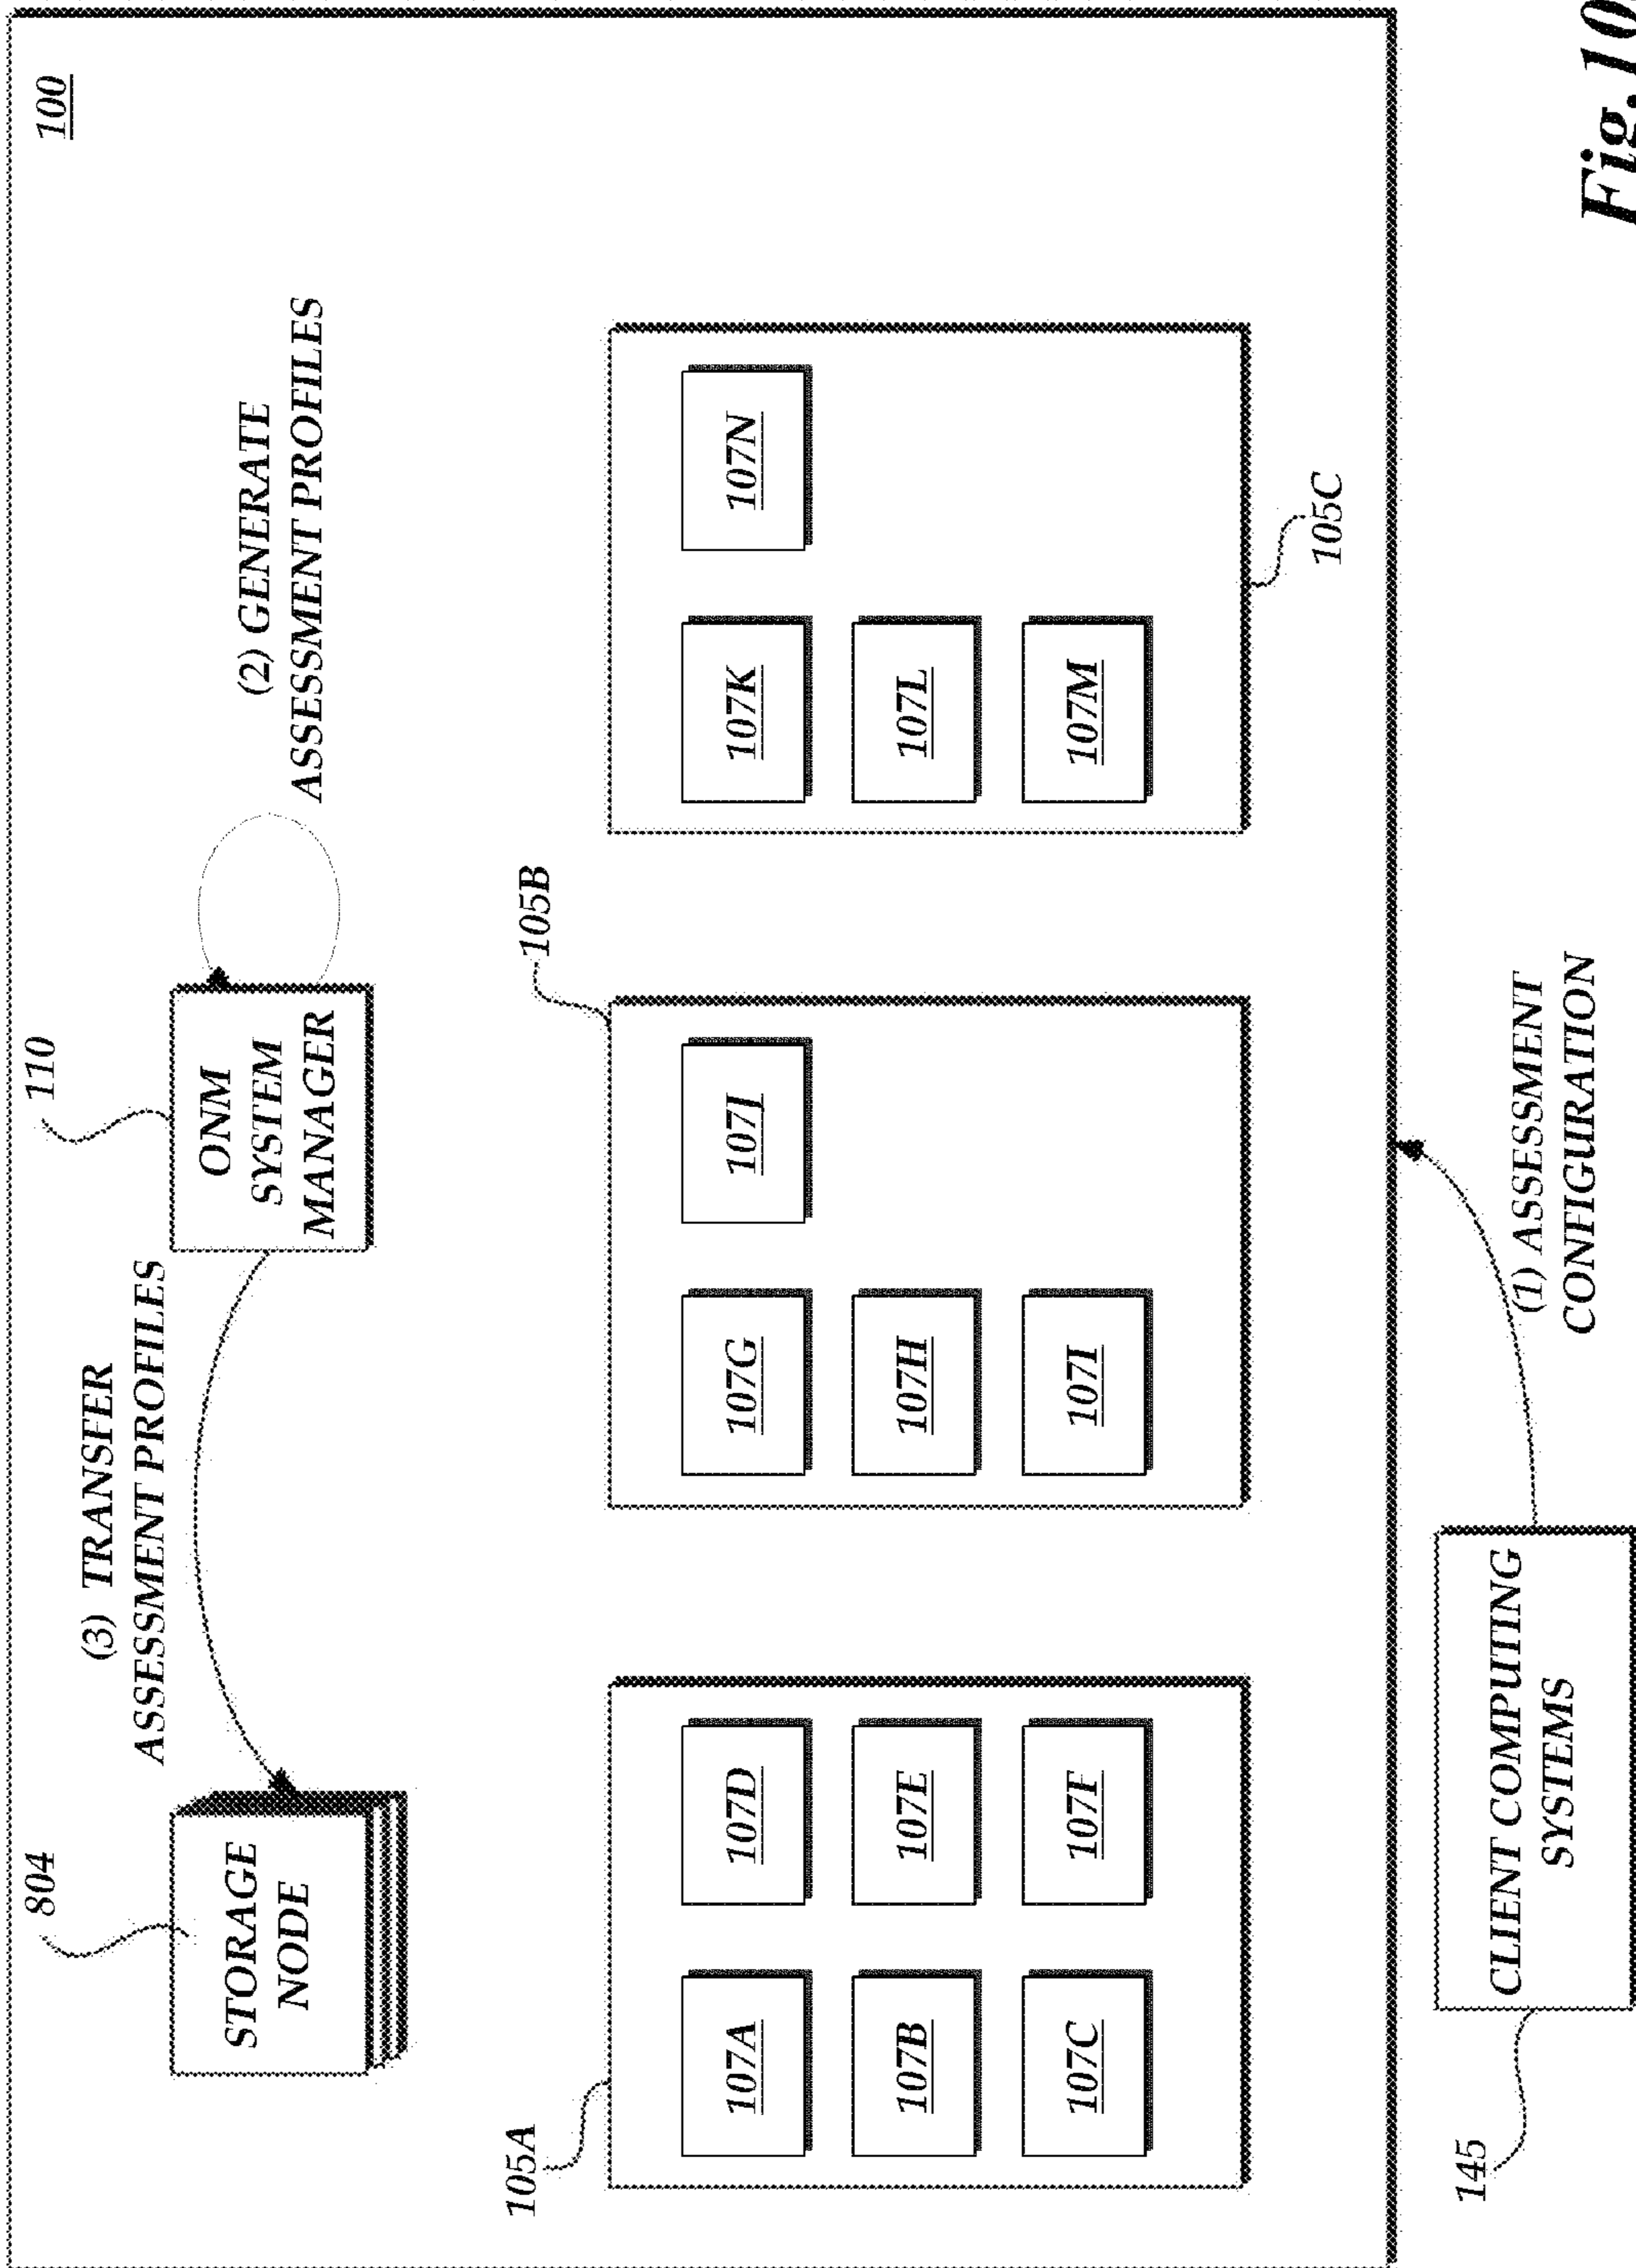 100
804
110
(3) TRANSFER
ASSESSMENT PROFILES
(2) GENERATE
ASSESSMENT PROFILES
STORAGE
NODE
ONM
SYSTEM
MANAGER
105A
105B
107A
107D
107G
107J
107K
107N
107B
107E
107H
107L
107C
107F
107I
107M
105C
145
CLIENT COMPUTING
SYSTEMS
(1) ASSESSMENT
CONFIGURATION
Fig.10